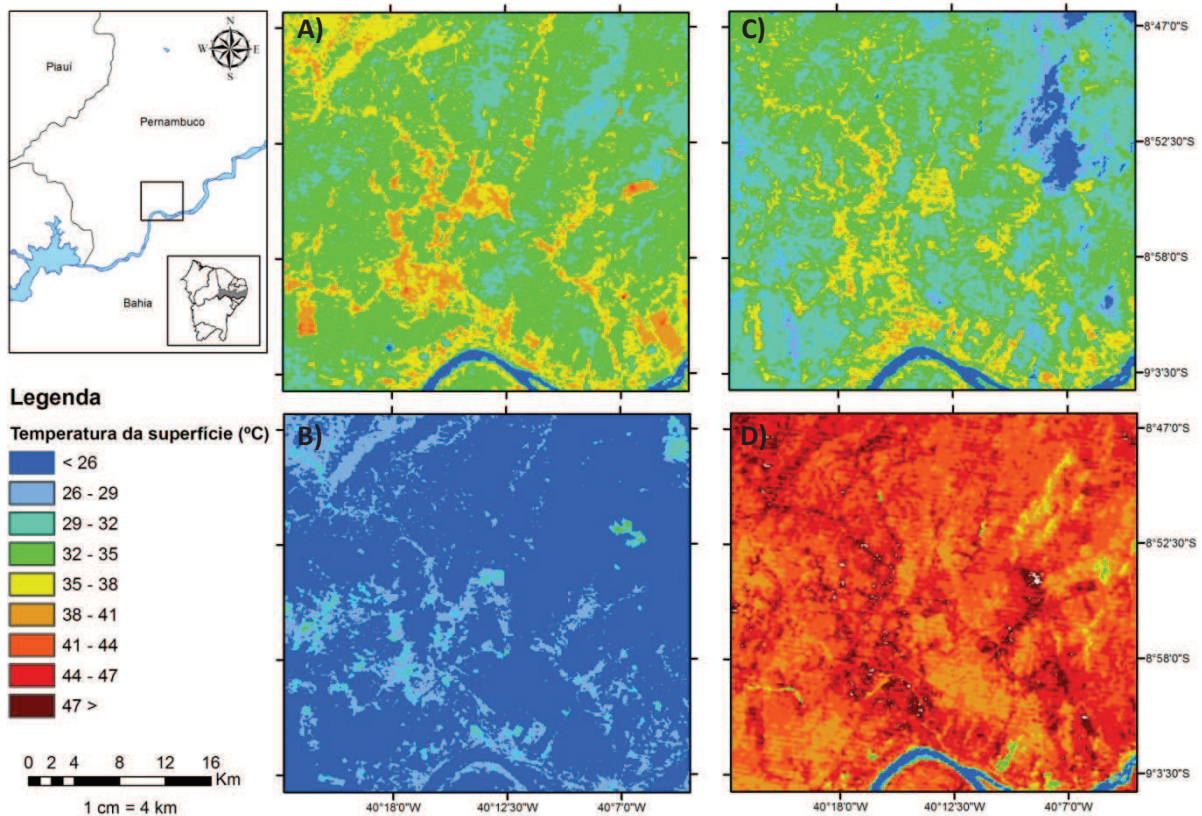 Piauí
Pernambuco
Bahia
N
W
E
S
A)
C)
B)
D)
8°47'0"S
8°52'30"S
8°58'0"S
9°3'30"S
8°47'0"S
8°52'30"S
8°58'0"S
9°3'30"S
40°18'0"W
40°12'30"W
40°7'0"W
40°18'0"W
40°12'30"W
40°7'0"W
Legenda
Temperatura da superfície (ºC)
< 26
26 - 29
29 - 32
32 - 35
35 - 38
38 - 41
41 - 44
44 - 47
47 >
0 2 4 8 12 16
Km
1 cm = 4 km